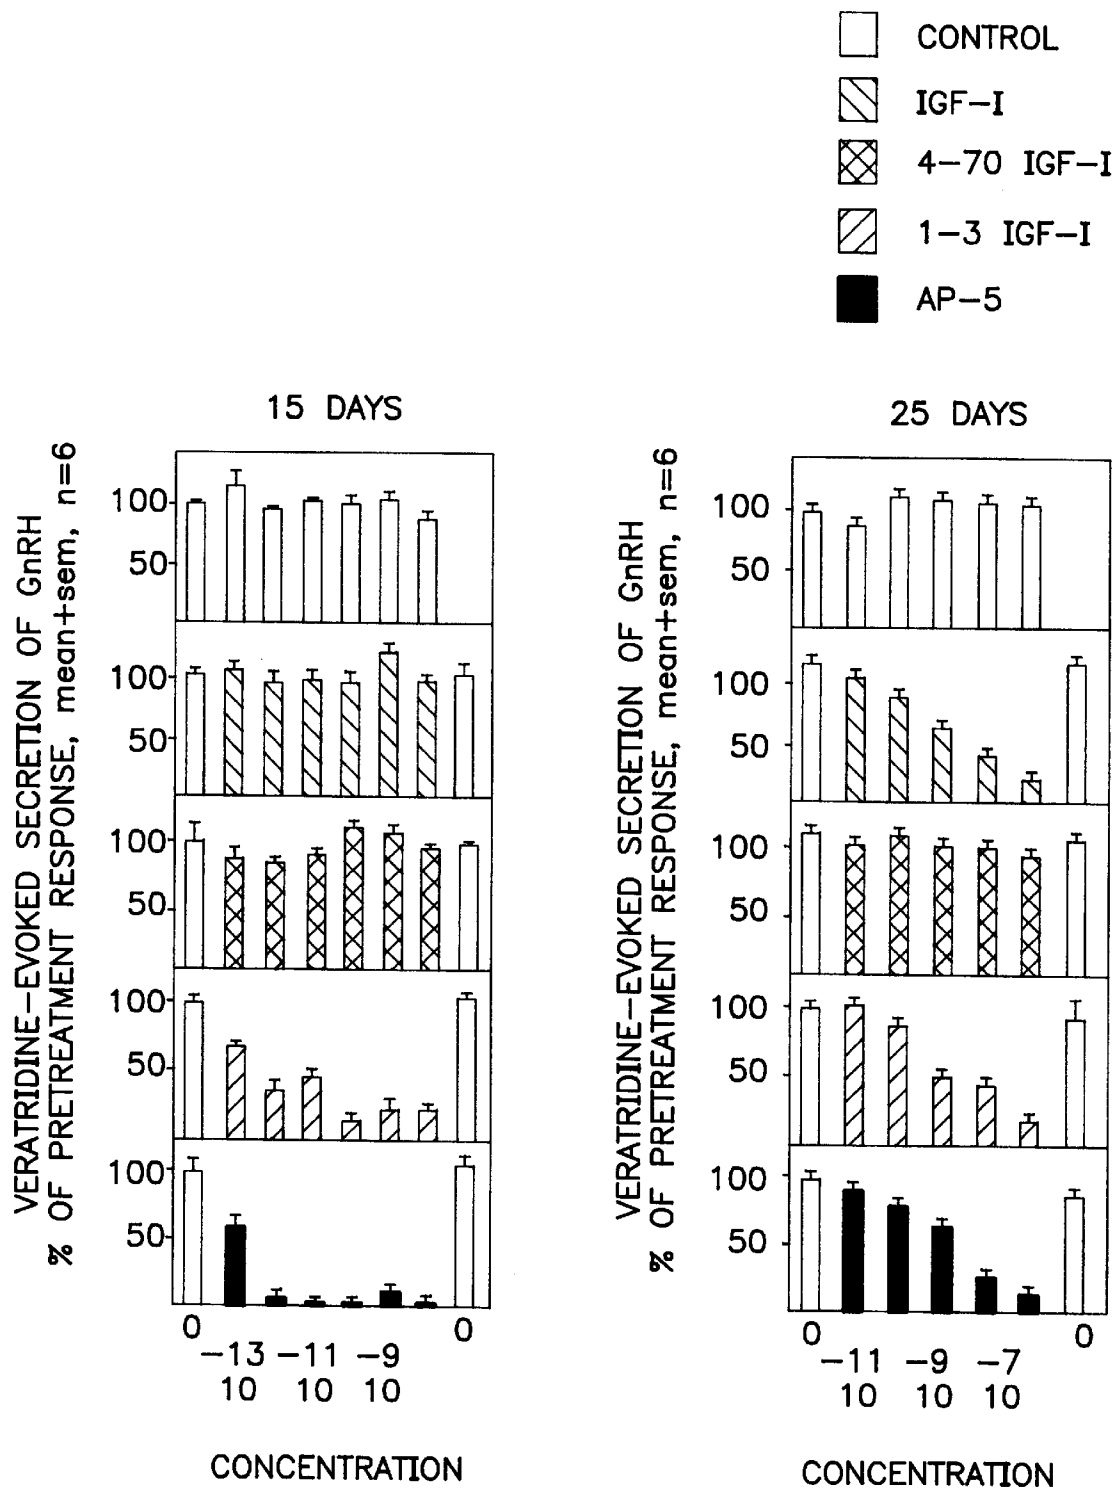 CONTROL
IGF-I
4-70 IGF-I
1-3 IGF-I
AP-5
15 DAYS
VERATRIDINE-EVOKED SECRETION OF GnRH
% OF PRETREATMENT RESPONSE, mean+sem, n=6
100
50
100
50
100
50
100
50
100
50
0 0
-13 -11 -9
10 10 10
CONCENTRATION
25 DAYS
VERATRIDINE-EVOKED SECRETION OF GnRH
% OF PRETREATMENT RESPONSE, mean+sem, n=6
100
50
100
50
100
50
100
50
100
50
0 0
-11 -9 -7
10 10 10
CONCENTRATION